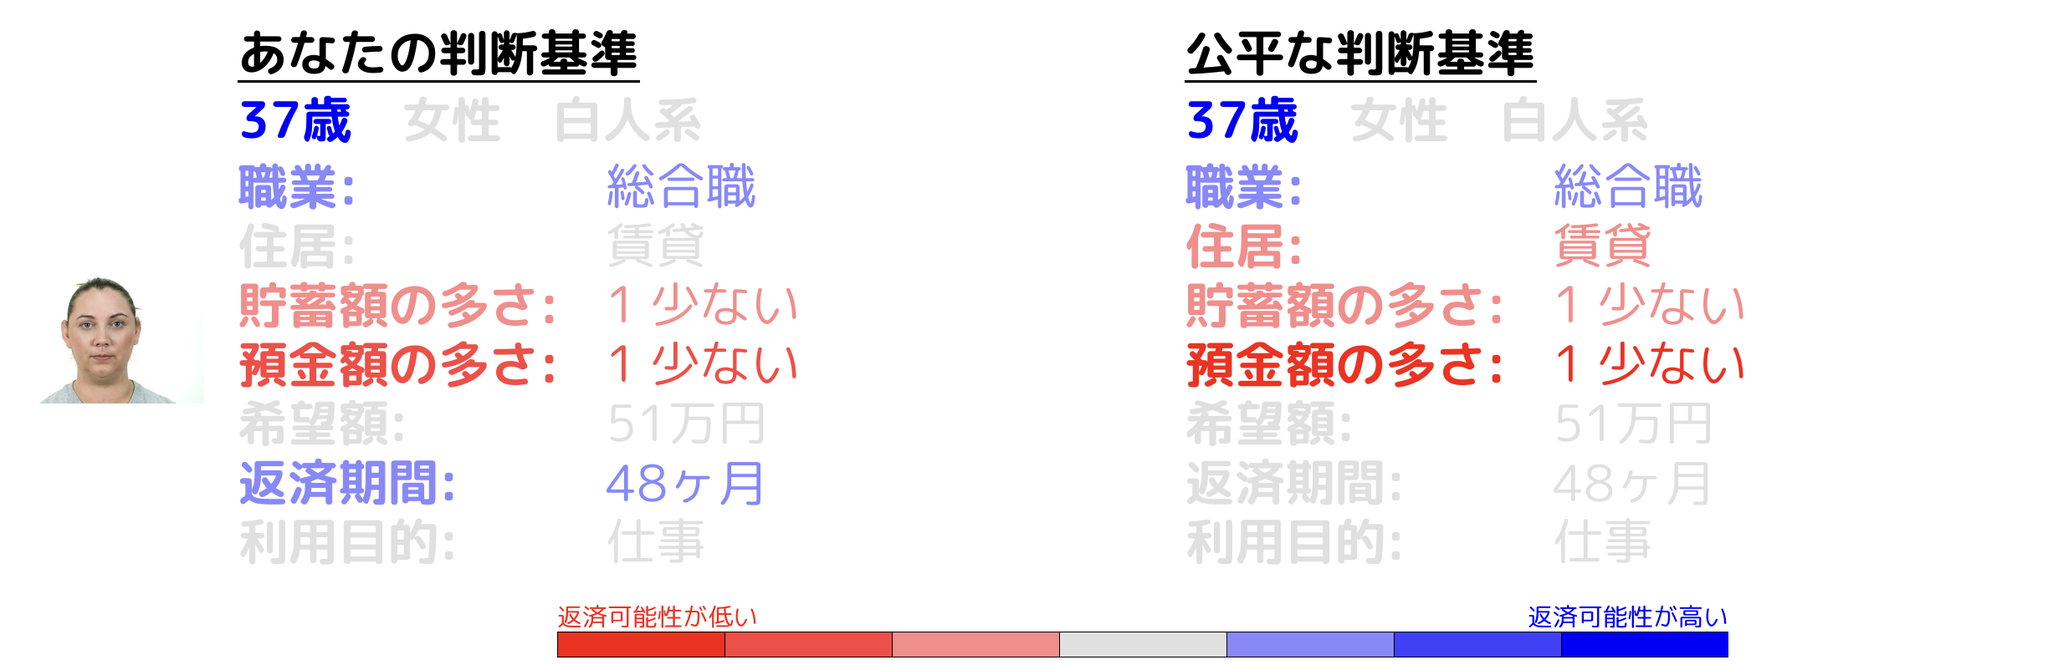 あなたの判断基準
37歳 女性 白人系
職業: 総合職
住居: 賃貸
貯蓄額の多さ: 1 少ない
預金額の多さ: 1 少ない
希望額: 51万円
返済期間: 48ヶ月
利用目的: 仕事
公平な判断基準
37歳 女性 白人系
職業: 総合職
住居: 賃貸
貯蓄額の多さ: 1 少ない
預金額の多さ: 1 少ない
希望額: 51万円
返済期間: 48ヶ月
利用目的: 仕事
返済可能性が低い
返済可能性が高い